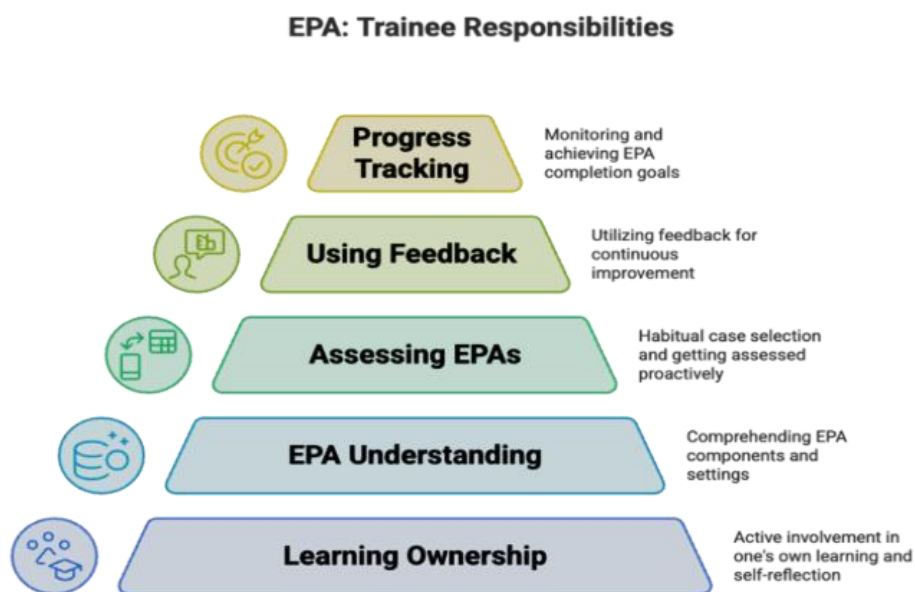 EPA: Trainee Responsibilities
Progress
Tracking
Monitoring and
achieving EPA
completion goals
Using Feedback
Utilizing feedback for
continuous
improvement
Assessing EPAs
Habitual case selection
and getting assessed
proactively
EPA Understanding
Comprehending EPA
components and
settings
Learning Ownership
Active involvement in
one's own learning and
self-reflection